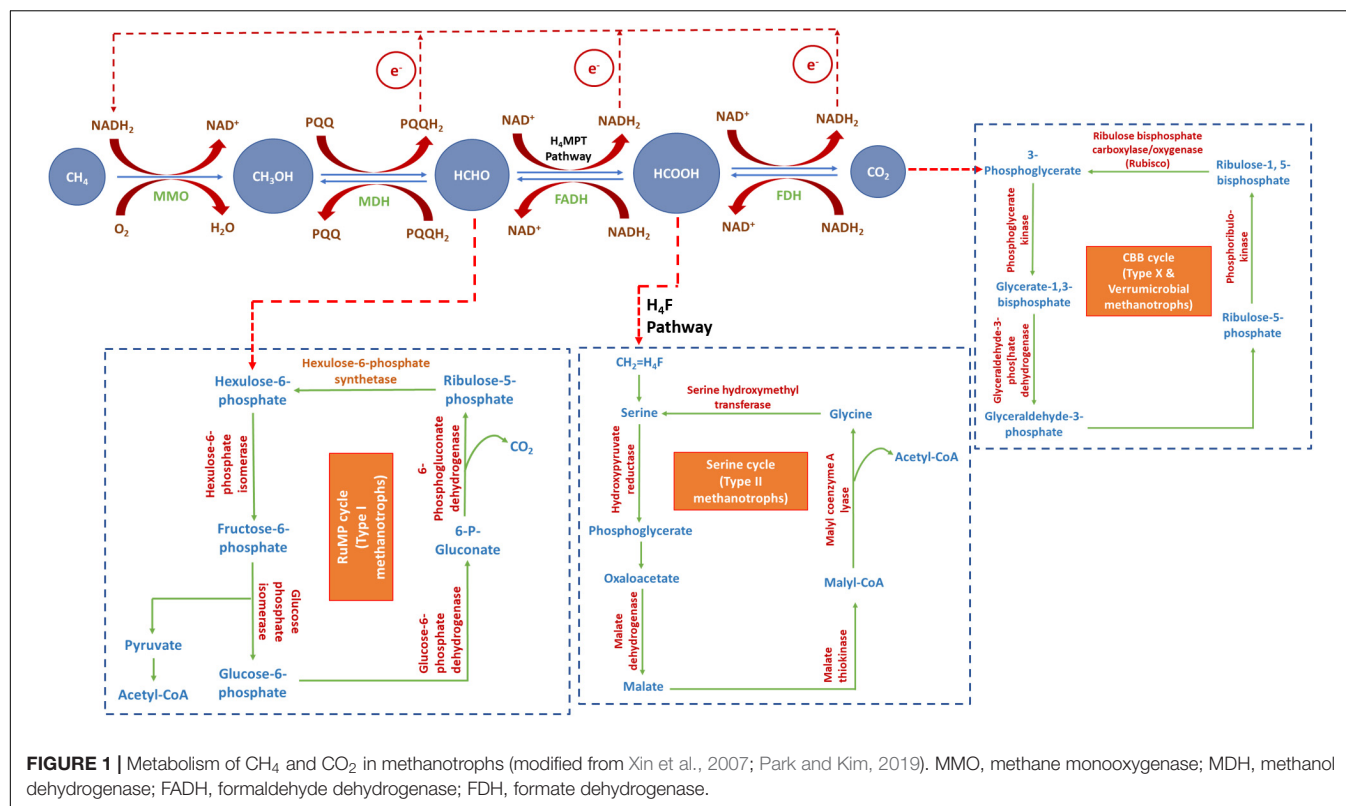 e⁻
e⁻
e⁻
NADH₂
NAD⁺
PQQ
PQQH₂
NAD⁺
H₄MPT
Pathway
NADH₂
NAD⁺
NADH₂
CH₄
MMO
CH₃OH
MDH
HCHO
FADH
HCOOH
FDH
CO₂
O₂
H₂O
PQQ
PQQH₂
NAD⁺
NADH₂
NAD⁺
NADH₂
Ribulose bisphosphate
carboxylase/oxygenase
(Rubisco)
3-
Phosphoglycerate
Ribulose-1, 5-
bisphosphate
Phosphoglycerate
kinase
CBB cycle
(Type X &
Verrumicrobial
methanotrophs)
Phosphoribulo-
kinase
Glycerate-1,3-
bisphosphate
Ribulose-5-
phosphate
Glyceraldehyde-3-
phos[hate
dehydrogenase
Glyceraldehyde-3-
phosphate
H₄F
Pathway
Hexulose-6-phosphate
synthetase
Hexulose-6-
phosphate
Ribulose-5-
phosphate
Hexulose-6-
phosphate
isomerase
RuMP cycle
(Type I
methanotrophs)
6-
Phosphogluconate
dehydrogenase
CO₂
Fructose-6-
phosphate
6-P-
Gluconate
Glucose
phosphate
isomerase
Glucose-6-
phosphate
dehydrogenase
Pyruvate
Acetyl-CoA
Glucose-6-
phosphate
CH₂=H₄F
Serine hydroxymethyl
transferase
Serine
Glycine
Hydroxypyruvate
reductase
Serine cycle
(Type II
methanotrophs)
Malyl coenzyme A
lyase
Acetyl-CoA
Phosphoglycerate
Oxaloacetate
Malyl-CoA
Malate
dehydrogenase
Malate
thiokinase
Malate
FIGURE 1 | Metabolism of CH₄ and CO₂ in methanotrophs (modified from Xin et al., 2007; Park and Kim, 2019). MMO, methane monooxygenase; MDH, methanol
dehydrogenase; FADH, formaldehyde dehydrogenase; FDH, formate dehydrogenase.